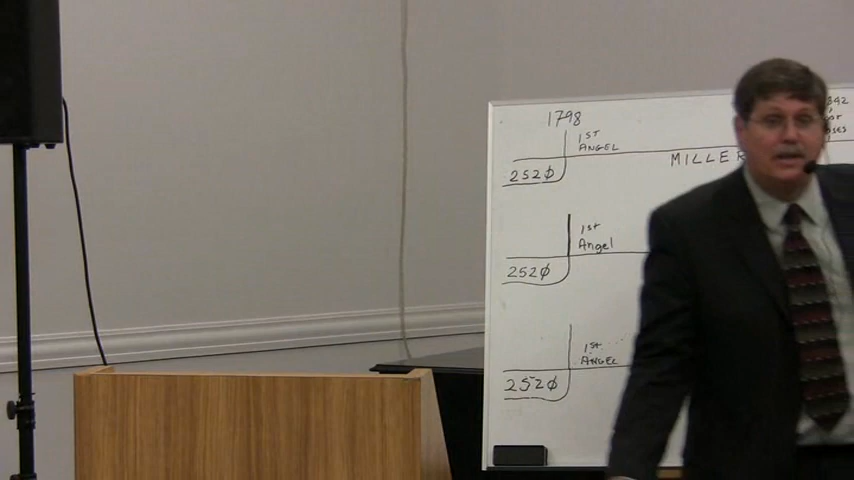 1798
1ST
ANGEL
MILLER
2520
1st
Angel
2520
1st
ANGEL
2520